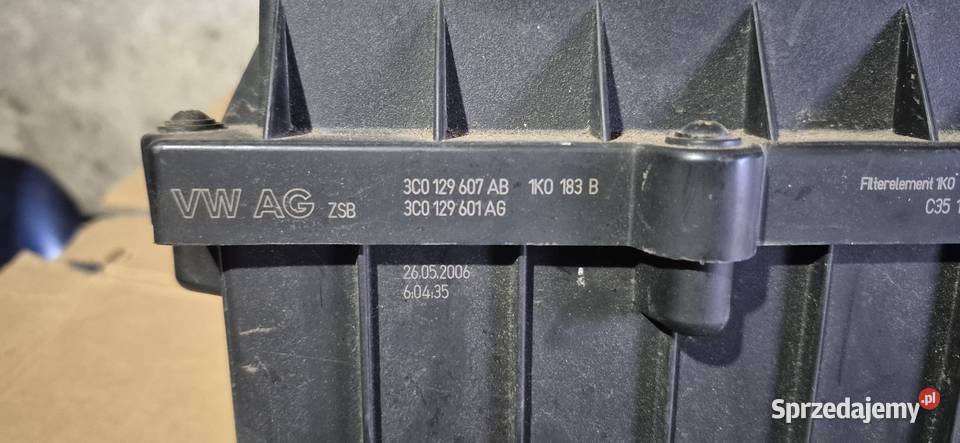 VW AG ZSB
3C0 129 607 AB 1K0 183 B
3C0 129 601 AG
Filterelement 1K0
C35 1
26.05.2006
6:04:35
Sprzedajemy.pl